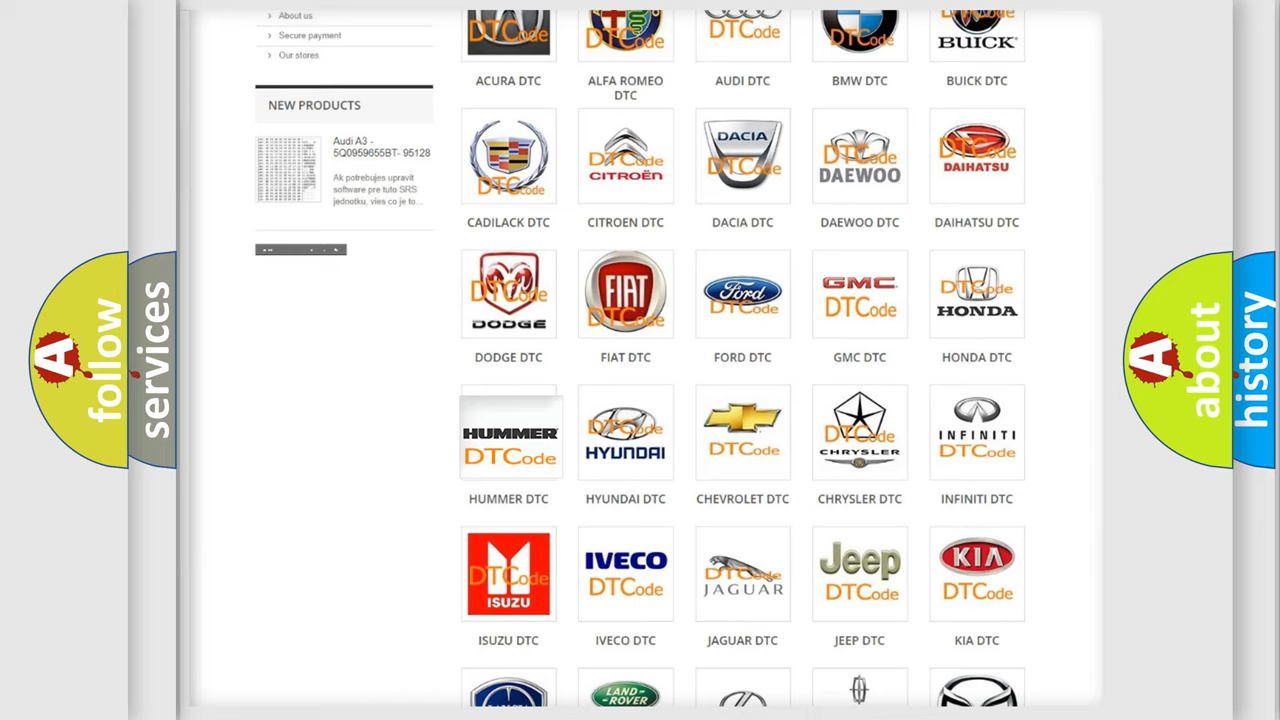 About us
Secure payment
Our stores
NEW PRODUCTS
Audi A3 -
5Q0959655BT- 95128
Ak potrebujes upravit
software pre tuto SRS
jednotku, vies co je to...
DTCode
DTCode
DTCode
DTCode
DTCode
BUICK
ACURA DTC
ALFA ROMEO
DTC
AUDI DTC
BMW DTC
BUICK DTC
DTCode
DTCode
CITROËN
DACIA
DTCode
DTCode
DAEWOO
DTCode
DAIHATSU
CADILACK DTC
CITROEN DTC
DACIA DTC
DAEWOO DTC
DAIHATSU DTC
DTCode
DODGE
FIAT
DTCode
Ford
DTCode
GMC
DTCode
DTCode
HONDA
DODGE DTC
FIAT DTC
FORD DTC
GMC DTC
HONDA DTC
HUMMER
DTCode
DTCode
HYUNDAI
DTCode
DTCode
CHRYSLER
INFINITI
DTCode
HUMMER DTC
HYUNDAI DTC
CHEVROLET DTC
CHRYSLER DTC
INFINITI DTC
DTCode
ISUZU
IVECO
DTCode
DTCode
JAGUAR
Jeep
DTCode
KIA
DTCode
ISUZU DTC
IVECO DTC
JAGUAR DTC
JEEP DTC
KIA DTC
LAND-
ROVER
A
follow
services
A
about
history